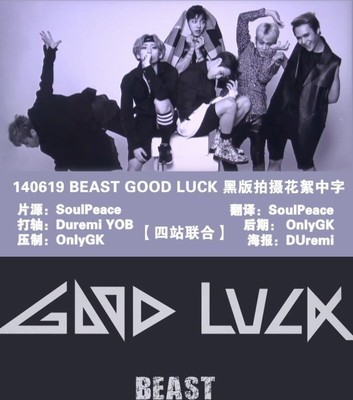 140619 BEAST GOOD LUCK 黑版拍摄花絮中字
片源：SoulPeace 翻译：SoulPeace
打轴：Duremi YOB 【四站联合】 后期： OnlyGK
压制：OnlyGK 海报：DUremi
GOOD LUCK
BEAST